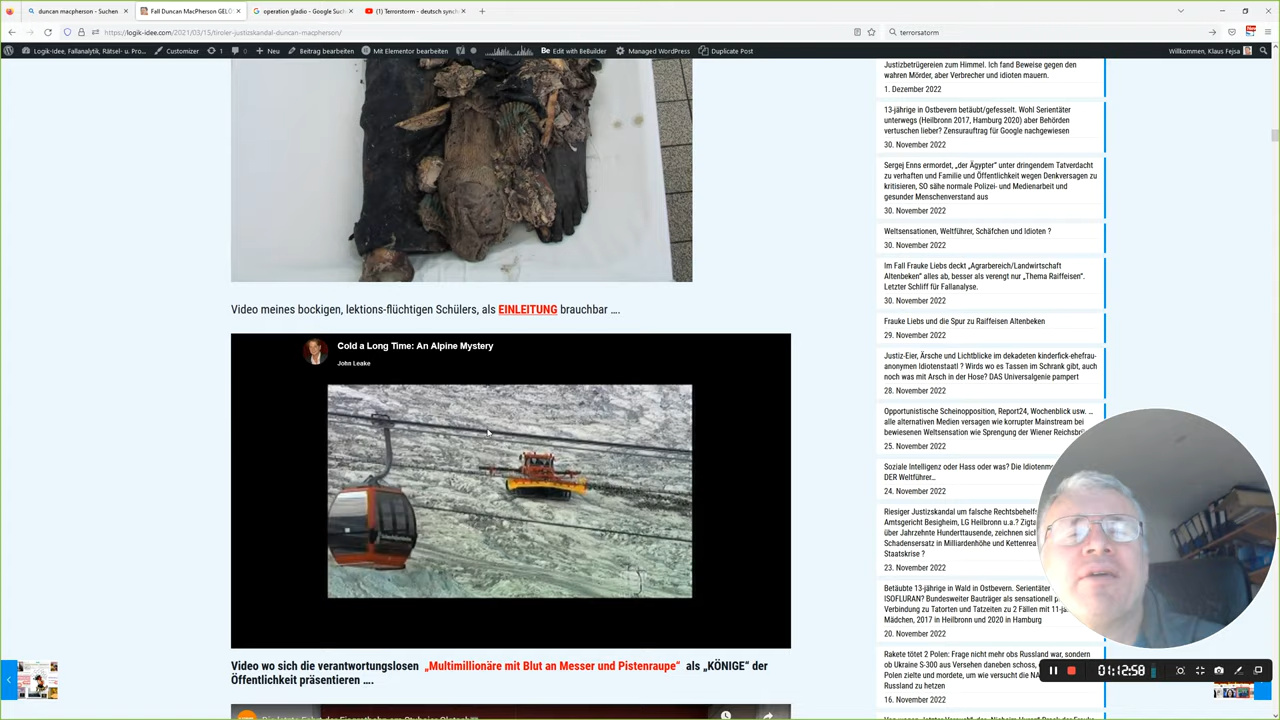 duncan macpherson - Suchen
Fall Duncan MacPherson GELÖ
operation gladio - Google Suc
(1) Terrorstorm - deutsch synch
https://logik-idee.com/2021/03/15/tiroler-justizskandal-duncan-macpherson/
terrorsatorm
Logik-Idee, Fallanalytik, Rätsel- u. Pro...
Customizer
1
0
Neu
Beitrag bearbeiten
Mit Elementor bearbeiten
Edit with BeBuilder
Managed WordPress
Duplicate Post
Willkommen, Klaus Fejsa
Video meines bockigen, lektions-flüchtigen Schülers, als EINLEITUNG brauchbar ....
Cold a Long Time: An Alpine Mystery
John Leake
Video wo sich die verantwortungslosen „Multimillionäre mit Blut an Messer und Pistenraupe“ als „KÖNIGE“ der
Öffentlichkeit präsentieren ....
Justizbetrügereien zum Himmel. Ich fand Beweise gegen den
wahren Mörder, aber Verbrecher und idioten mauern.
1. Dezember 2022
13-jährige in Ostbevern betäubt/gefesselt. Wohl Serientäter
unterwegs (Heilbronn 2017, Hamburg 2020) aber Behörden
vertuschen lieber? Zensurauftrag für Google nachgewiesen
30. November 2022
Sergej Enns ermordet, „der Ägypter“ unter dringendem Tatverdacht
zu verhaften und Familie und Öffentlichkeit wegen Denkversagen zu
kritisieren, SO sähe normale Polizei- und Medienarbeit und
gesunder Menschenverstand aus
30. November 2022
Weltsensationen, Weltführer, Schäfchen und Idioten ?
30. November 2022
Im Fall Frauke Liebs deckt „Agrarbereich/Landwirtschaft
Altenbeken“ alles ab, besser als verengt nur „Thema Raiffeisen“.
Letzter Schliff für Fallanalyse.
30. November 2022
Frauke Liebs und die Spur zu Raiffeisen Altenbeken
29. November 2022
Justiz-Eier, Ärsche und Lichtblicke im dekadeten kinderfick-ehefrau-
anonymen Idiotenstaatl ? Wirds wo es Tassen im Schrank gibt, auch
noch was mit Arsch in der Hose? DAS Universalgenie pampert
28. November 2022
Opportunistische Scheinopposition, Report24, Wochenblick usw. ...
alle alternativen Medien versagen wie korrupter Mainstream bei
bewiesenen Weltsensation wie Sprengung der Wiener Reichsbrü
25. November 2022
Soziale Intelligenz oder Hass oder was? Die Idiotenm
DER Weltführer...
24. November 2022
Riesiger Justizskandal um falsche Rechtsbehelf
Amtsgericht Besigheim, LG Heilbronn u.a.? Zigta
über Jahrzehnte Hunderttausende, zeichnen sic
Schadensersatz in Milliardenhöhe und Kettenrea
Staatskrise ?
23. November 2022
Betäubte 13-jährige in Wald in Ostbevern. Serientäter
ISOFLURAN? Bundesweiter Bauträger als sensationell p
Verbindung zu Tatorten und Tatzeiten zu 2 Fällen mit 11-jä
Mädchen, 2017 in Heilbronn und 2020 in Hamburg
20. November 2022
Rakete tötet 2 Polen: Frage nicht mehr obs Russland war, sondern
ob Ukraine S-300 aus Versehen daneben schoss,
Polen zielte und mordete, um wie versucht die NA
Russland zu hetzen
16. November 2022
01:12:58